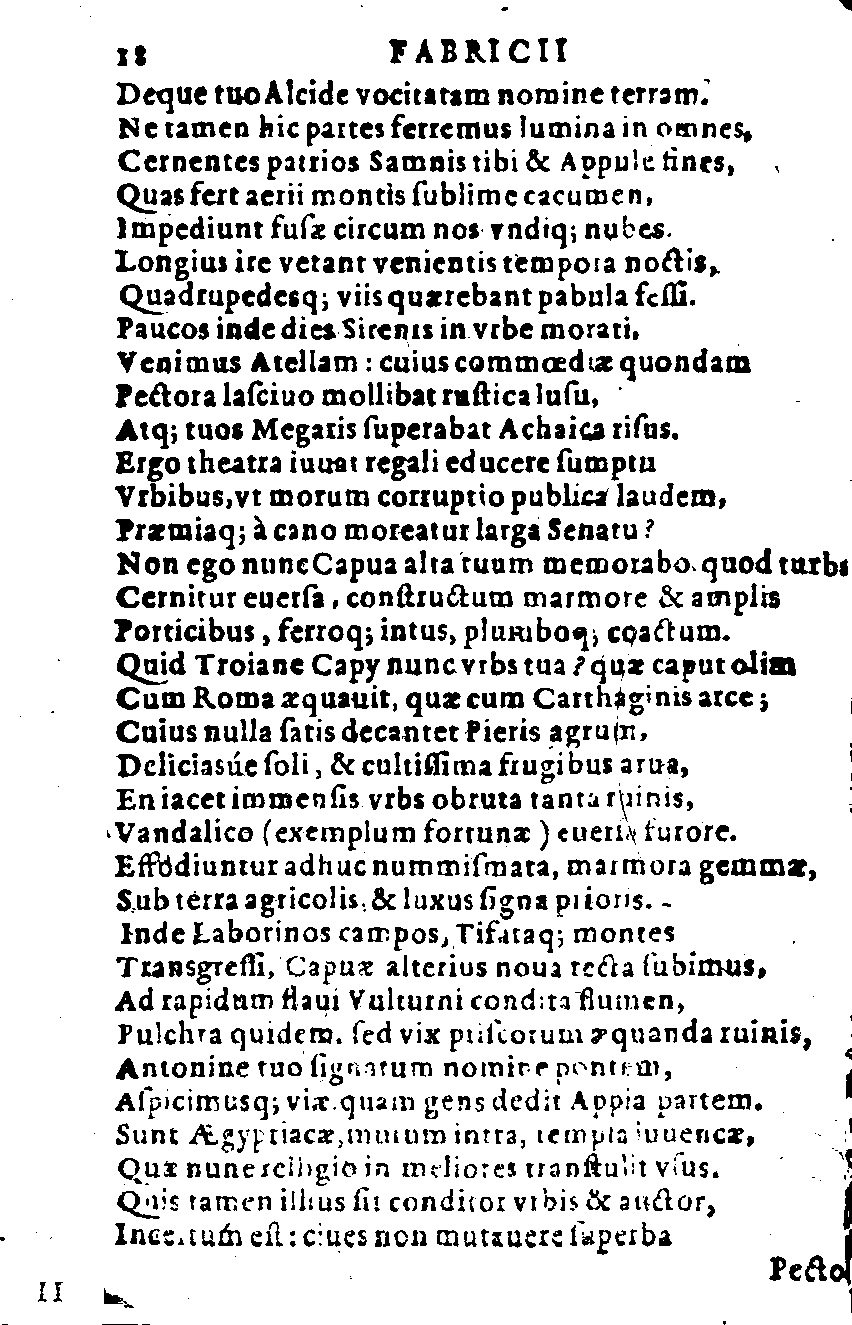 18 FABRICII
Deque tuo Alcide vocitatam nomine terram.
Ne tamen hic partes ferremus lumina in omnes,
Cernentes patrios Samnis tibi & Appule fines,
Quas fert aerii montis ſublime cacumen,
Impediunt fuſæ circum nos vndiq; nubes.
Longius ire vetant venientis tempora noctis,
Quadrupedesq; viis quærebant pabula feſſi.
Paucos inde dies Sirenis in vrbe morati,
Venimus Atellam : cuius commœdiæ quondam
Pectora laſciuo mollibat ruſtica luſu,
Atq; tuos Megaris ſuperabat Achaica riſus.
Ergo theatra iuuat regali educere ſumptu
Vrbibus, vt morum corruptio publica laudem,
Præmiaq; à cano moreatur larga Senatu ?
Non ego nunc Capua alta tuum memorabo. quod turbs
Cernitur euerſa, conſtructum marmore & amplis
Porticibus, ferroq; intus, plumboq; coactum.
Quid Troiane Capy nunc vrbs tua ? quæ caput olim
Cum Roma æquauit, quæ cum Carthaginis arce ;
Cuius nulla ſatis decantet Pieris agrum,
Deliciasúe ſoli, & cultiſſima frugibus arua,
En iacet immenſis vrbs obruta tanta ruinis,
Vandalico (exemplum fortunæ) euerſa furore.
Effodiuntur adhuc nummiſmata, marmora gemmæ,
Sub terra agricolis, & luxus ſigna prioris.
Inde Laborinos campos, Tifataq; montes
Transgreſſi, Capuæ alterius noua tecta ſubimus,
Ad rapidum flaui Vulturni condita flumen,
Pulchra quidem. ſed vix priſcorum æquanda ruinis,
Antonine tuo ſignatum nomine pontem,
Aſpicimusq; viæ. quam gens dedit Appia partem.
Sunt Ægyptiacæ, mutum intra, templa iuuencæ,
Quæ nunc religio in meliores tranſtulit vſus.
Quis tamen illius ſit conditor vrbis & auctor,
Incertum eſt : ciues non mutauere ſuperba
Pecto
II